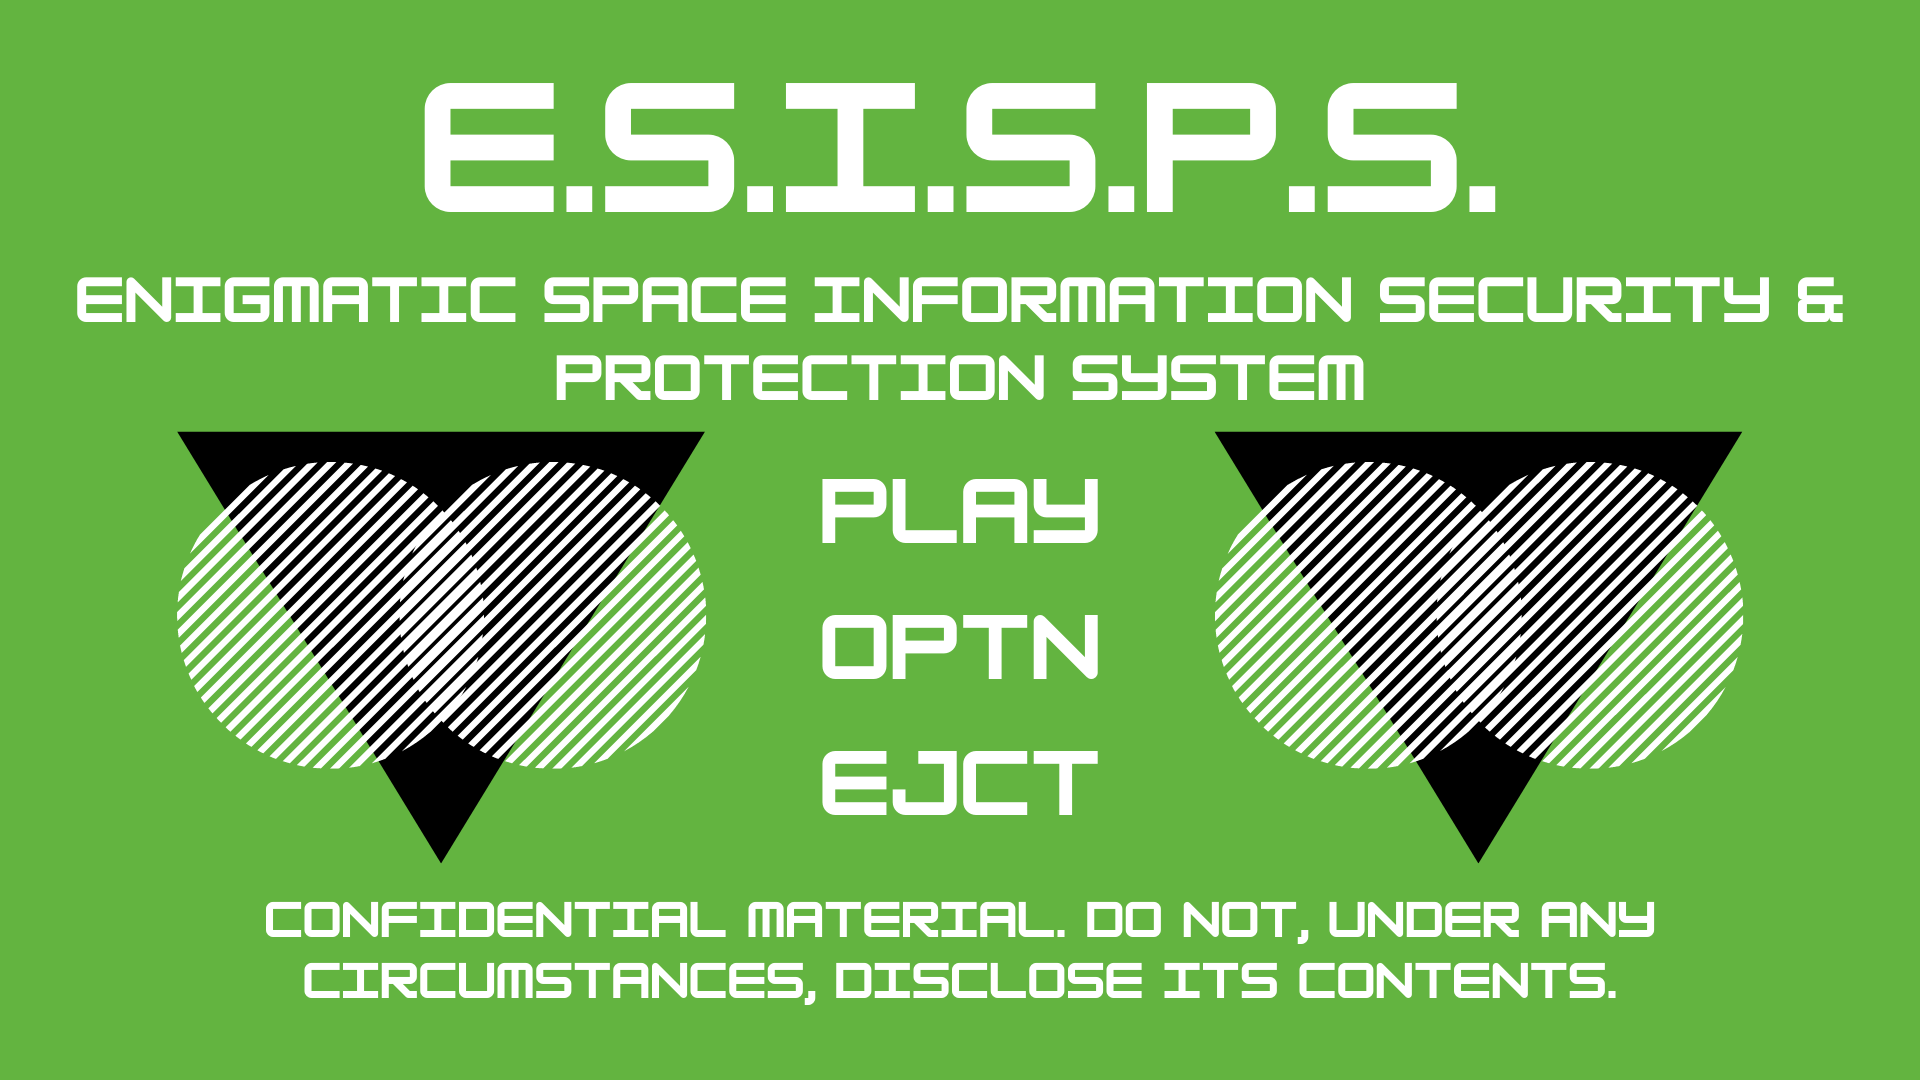 E.S.I.S.P.S.
ENIGMATIC SPACE INFORMATION SECURITY &
PROTECTION SYSTEM
PLAY
OPTN
EJCT
CONFIDENTIAL MATERIAL. DO NOT, UNDER ANY
CIRCUMSTANCES, DISCLOSE ITS CONTENTS.